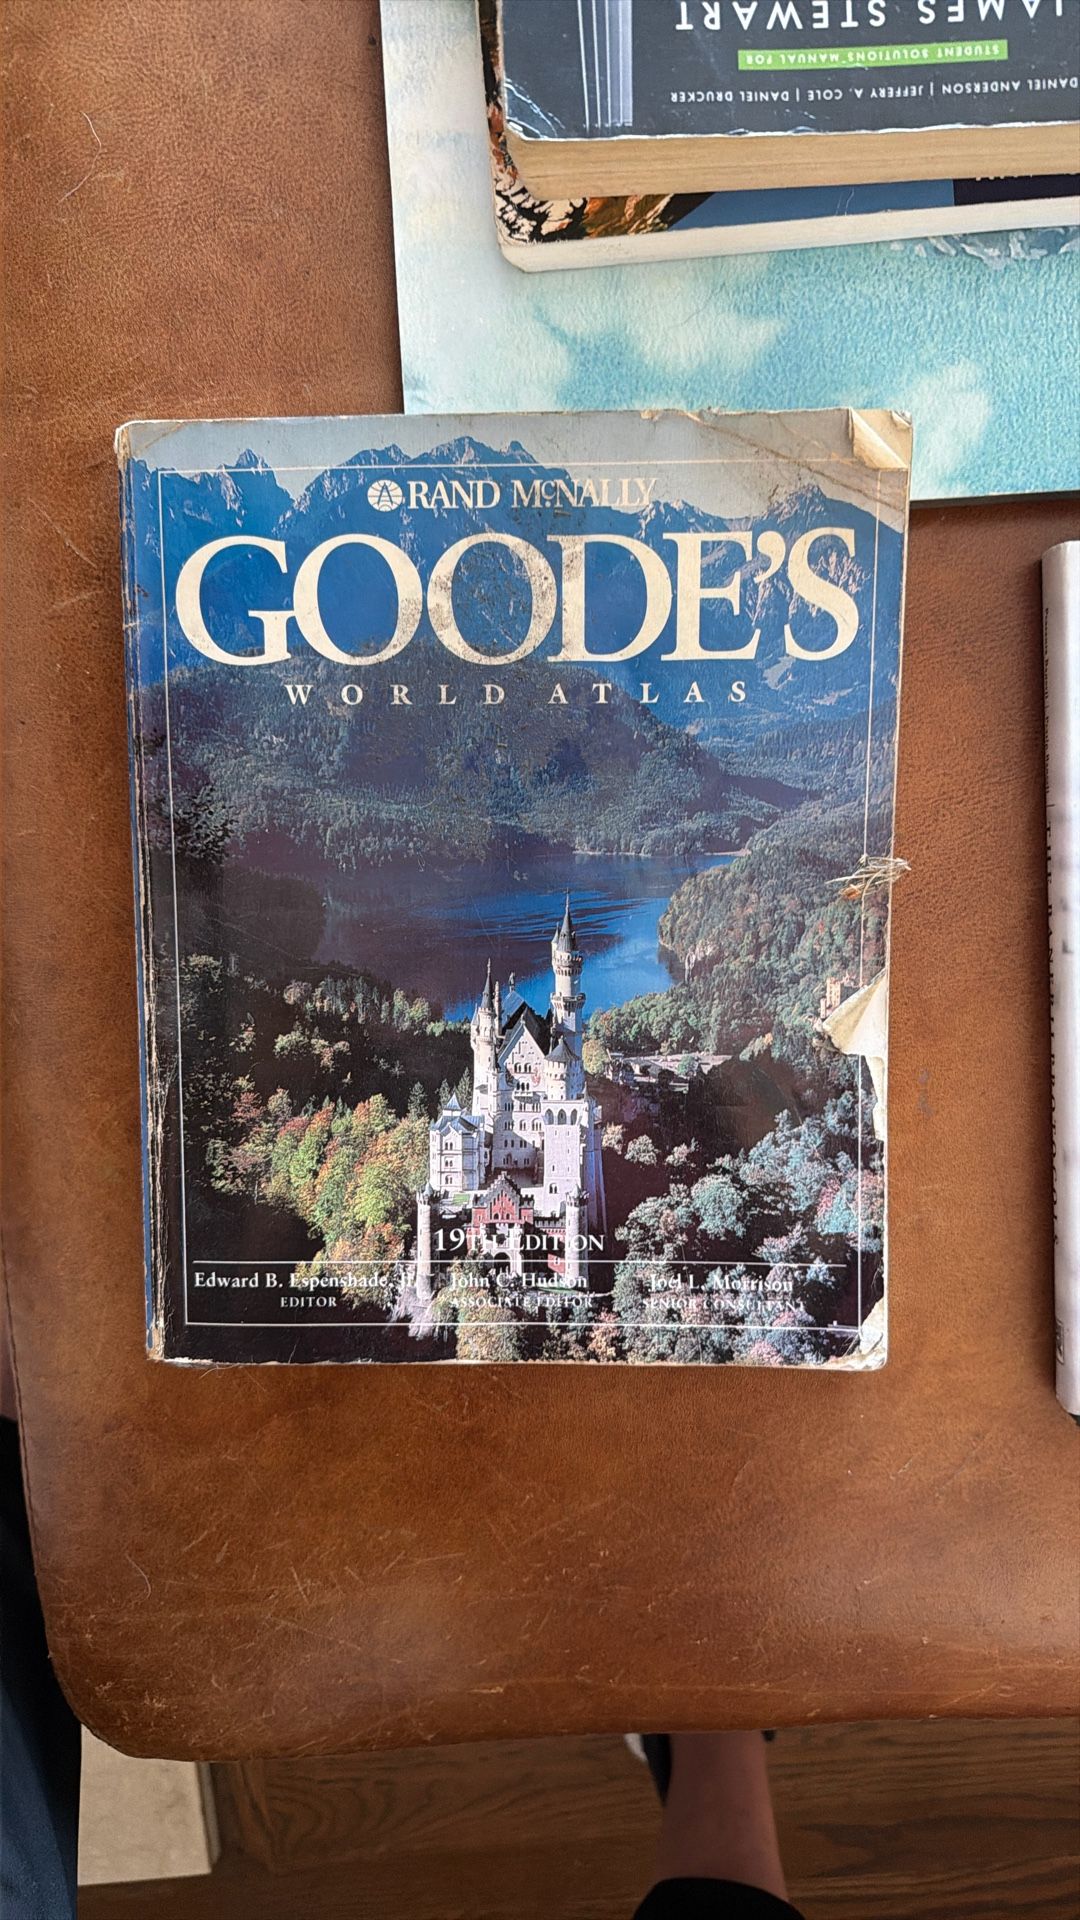 JAMES STEWART
STUDENT SOLUTIONS MANUAL FOR
DANIEL ANDERSON | JEFFERY A. COLE | DANIEL DRUCKER
RAND McNALLY
GOODE'S
WORLD ATLAS
19TH EDITION
Edward B. Espenshade, Jr.
EDITOR
John C. Hudson
ASSOCIATE EDITOR
Joel L. Morrison
SENIOR CONSULTANT